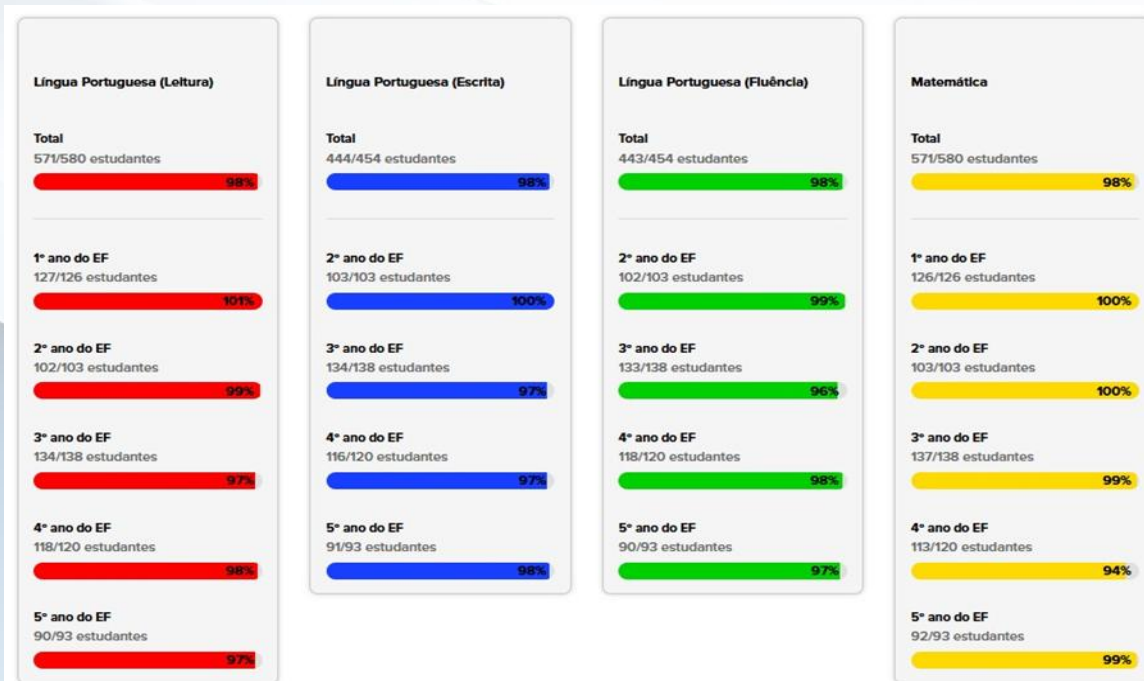 Língua Portuguesa (Leitura)
Total
571/580 estudantes
98%
1º ano do EF
127/126 estudantes
101%
2º ano do EF
102/103 estudantes
99%
3º ano do EF
134/138 estudantes
97%
4º ano do EF
118/120 estudantes
98%
5º ano do EF
90/93 estudantes
97%
Língua Portuguesa (Escrita)
Total
444/454 estudantes
98%
2º ano do EF
103/103 estudantes
100%
3º ano do EF
134/138 estudantes
97%
4º ano do EF
116/120 estudantes
97%
5º ano do EF
91/93 estudantes
98%
Língua Portuguesa (Fluência)
Total
443/454 estudantes
98%
2º ano do EF
102/103 estudantes
99%
3º ano do EF
133/138 estudantes
96%
4º ano do EF
118/120 estudantes
98%
5º ano do EF
90/93 estudantes
97%
Matemática
Total
571/580 estudantes
98%
1º ano do EF
126/126 estudantes
100%
2º ano do EF
103/103 estudantes
100%
3º ano do EF
137/138 estudantes
99%
4º ano do EF
113/120 estudantes
94%
5º ano do EF
92/93 estudantes
99%